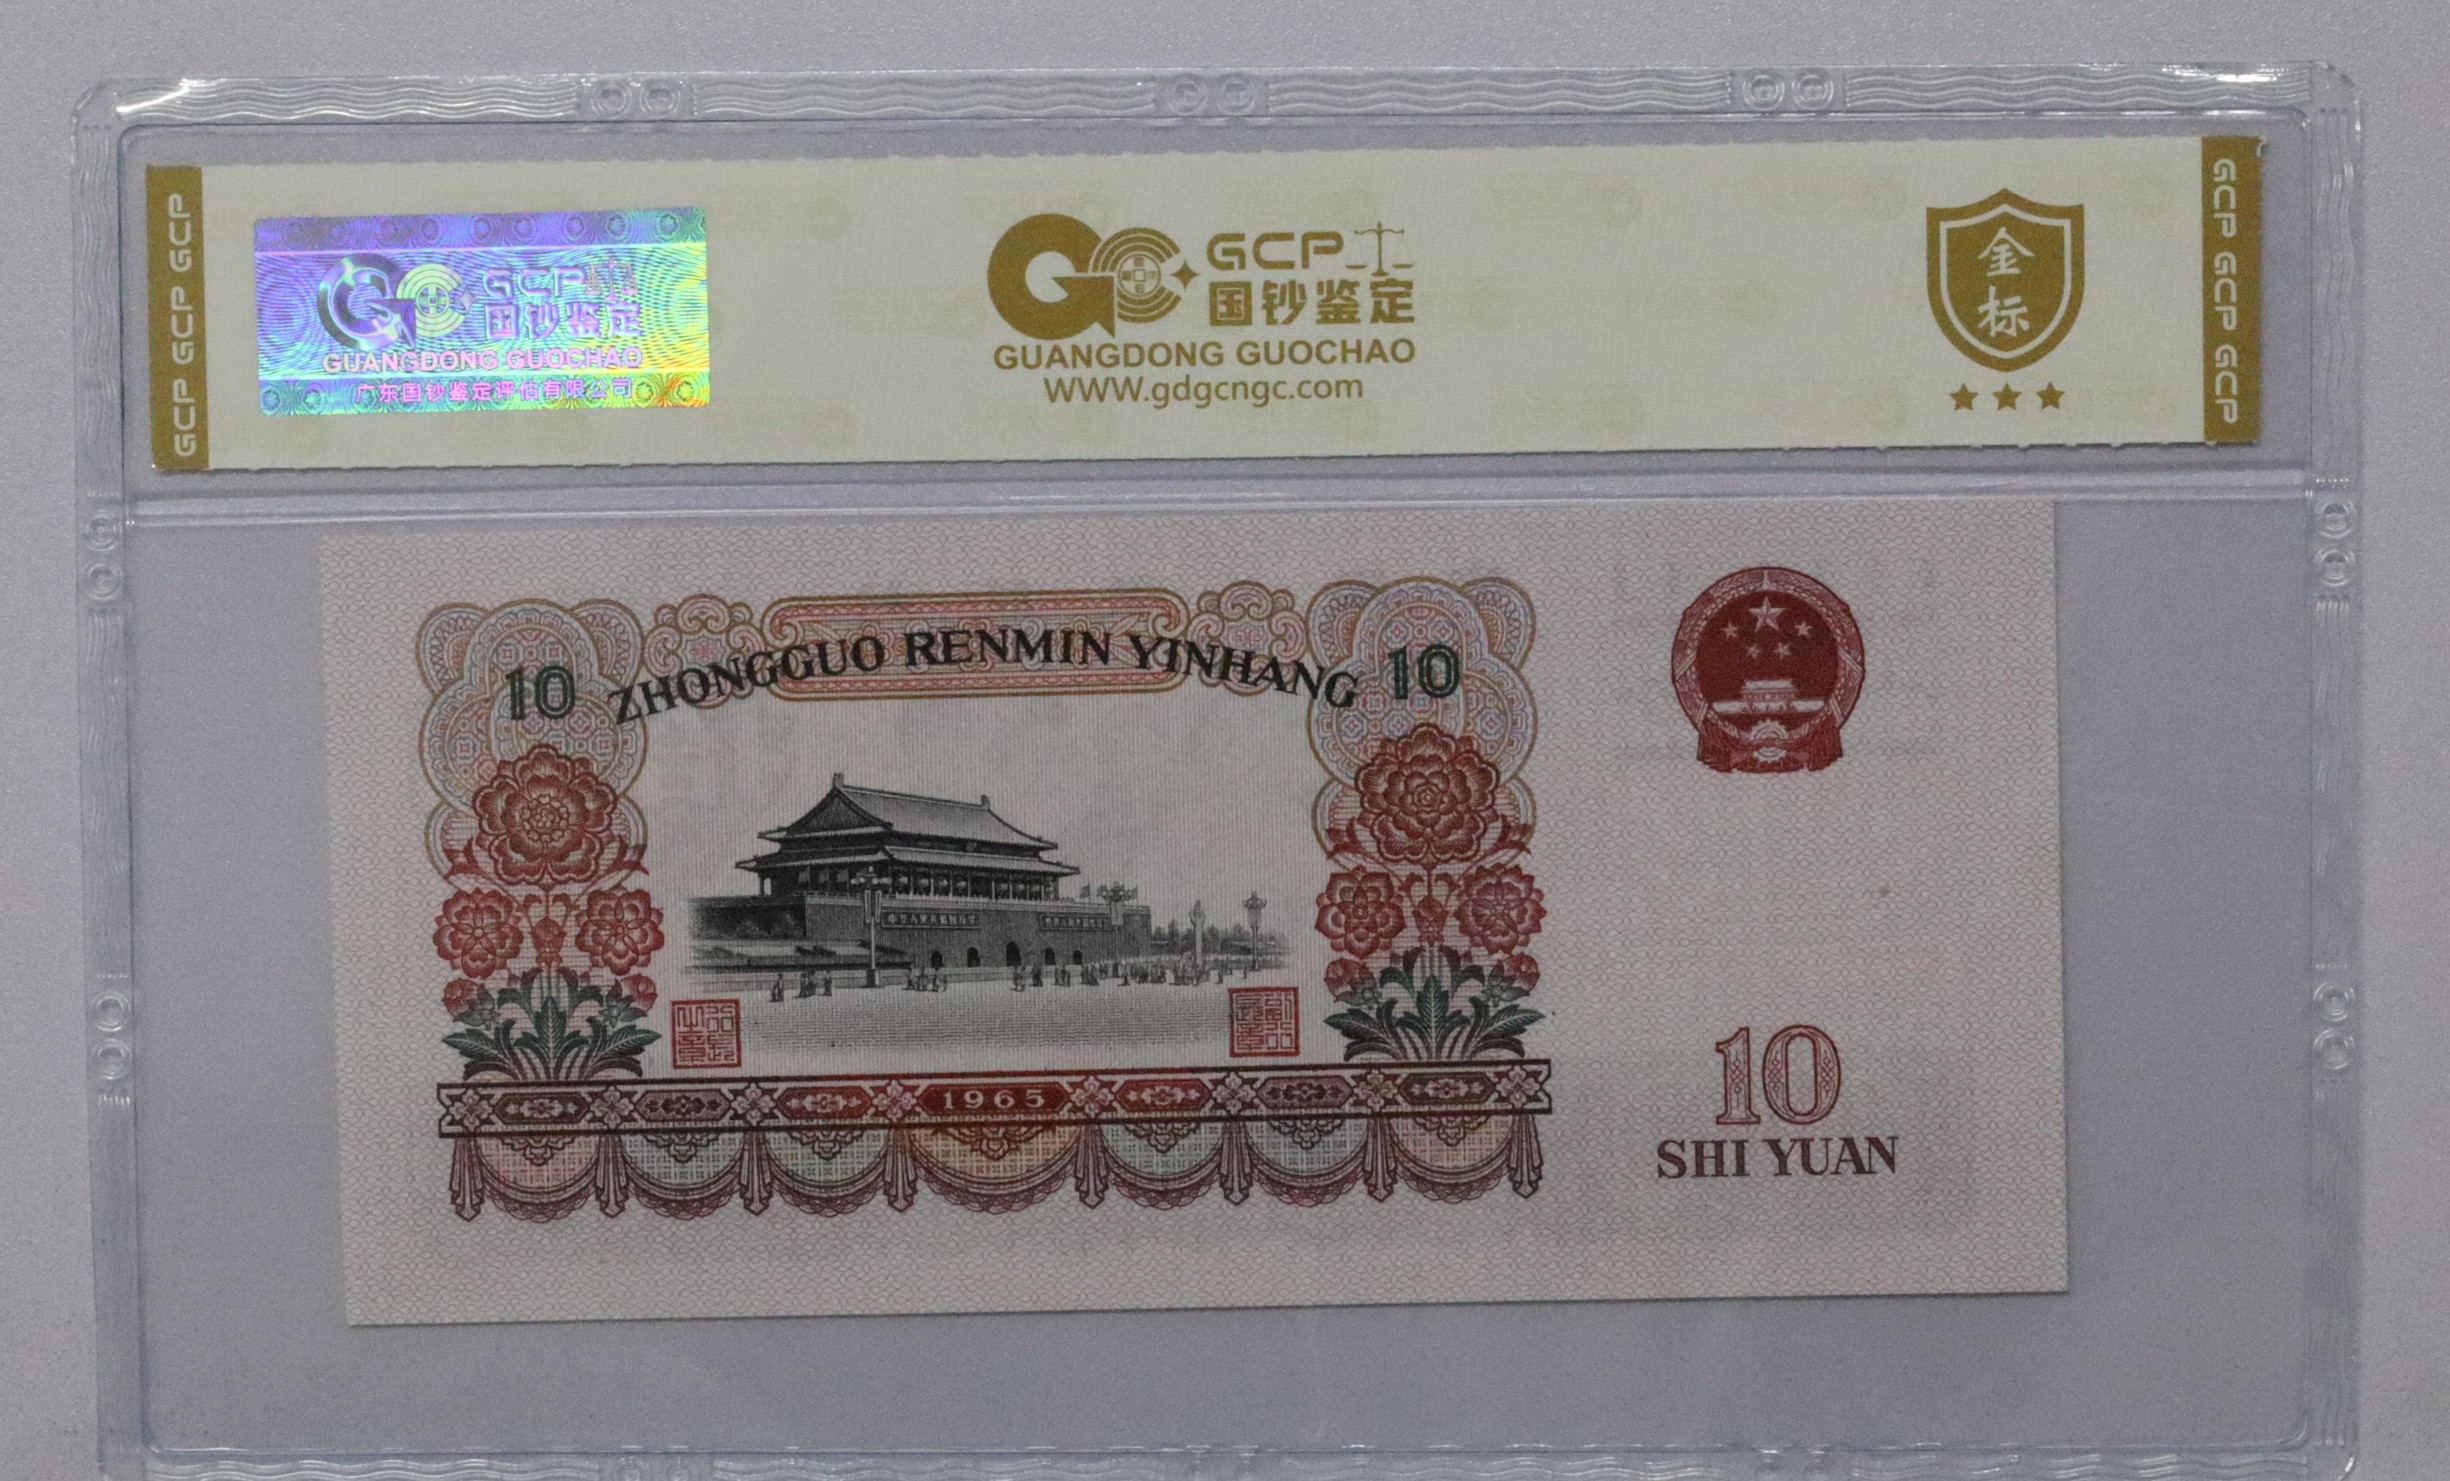 GCP GCP GCP
GCP
国钞鉴定
GUANGDONG GUOCHAO
广东国钞鉴定评估有限公司
GCP
国钞鉴定
GUANGDONG GUOCHAO
WWW.gdgcngc.com
金
标
GCP GCP GCP
10 ZHONGGUO RENMIN YINHANG 10
1965
10
SHI YUAN